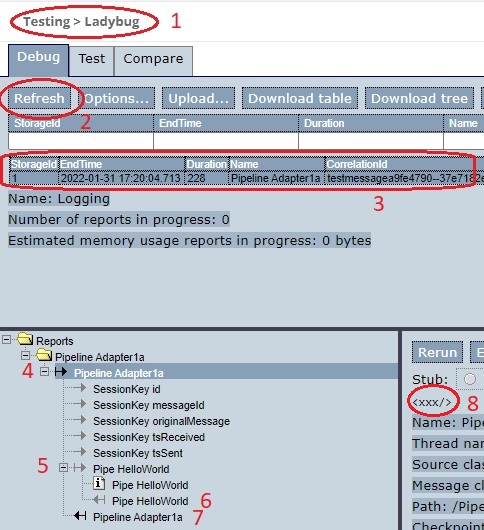 Testing > Ladybug 1
Debug Test Compare
Refresh Options... Upload... Download table Download tree
2
StorageId EndTime Duration Name
StorageId EndTime Duration Name CorrelationId
1 2022-01-31 17:20:04.713 228 Pipeline Adapter1a testmessagea9fe4790--37e7182e
3
Name: Logging
Number of reports in progress: 0
Estimated memory usage reports in progress: 0 bytes
Reports
Pipeline Adapter1a
4 Pipeline Adapter1a
SessionKey id
SessionKey messageId
SessionKey originalMessage
SessionKey tsReceived
SessionKey tsSent
5 Pipe HelloWorld
Pipe HelloWorld
Pipe HelloWorld 6
Pipeline Adapter1a 7
Rerun E
Stub:
<xxx/> 8
Name: Pipe
Thread nar
Source clas
Message cl
Path: /Pipe
Checkpoint